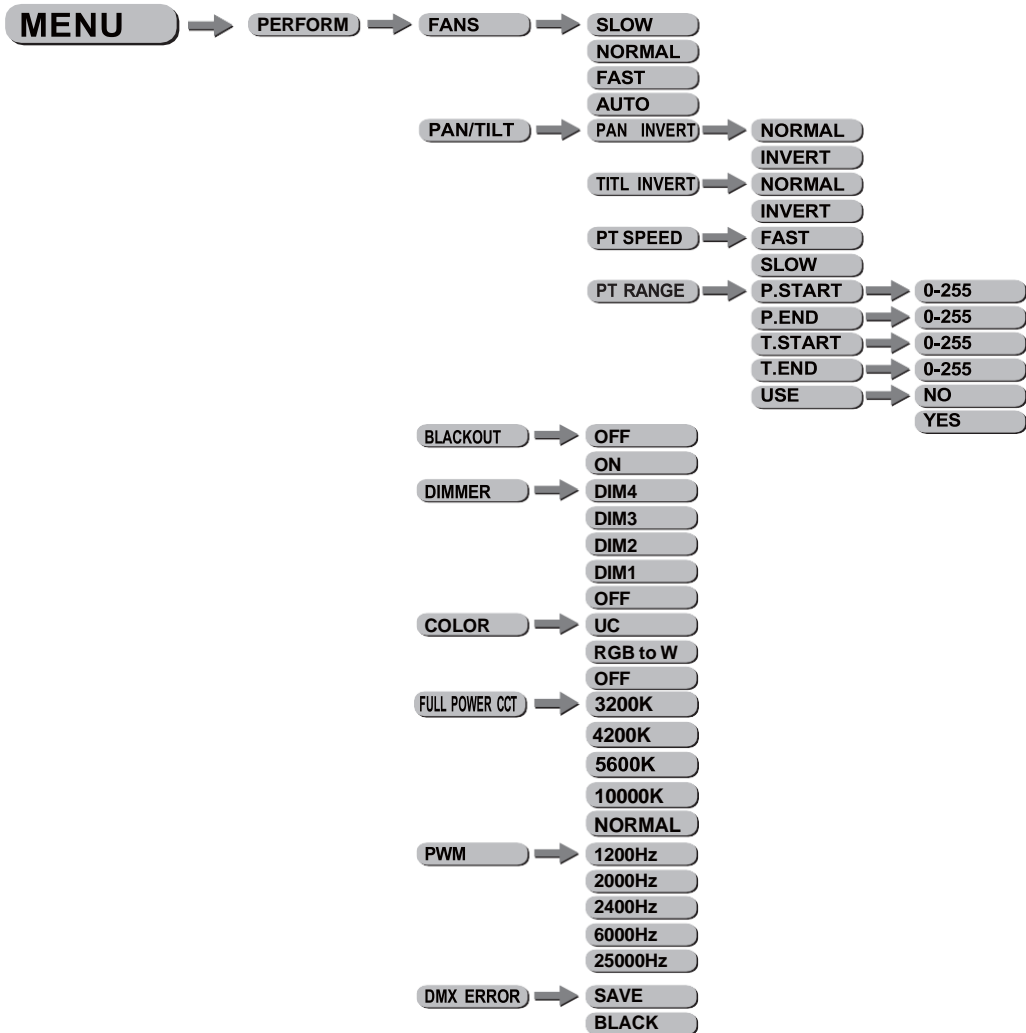 MENU PERFORM FANS SLOW
NORMAL
FAST
AUTO
PAN/TILT PAN INVERT NORMAL
INVERT
TITL INVERT NORMAL
INVERT
PT SPEED FAST
SLOW
PT RANGE P.START 0-255
P.END 0-255
T.START 0-255
T.END 0-255
USE NO
YES
BLACKOUT OFF
ON
DIMMER DIM4
DIM3
DIM2
DIM1
OFF
COLOR UC
RGB to W
OFF
FULL POWER CCT 3200K
4200K
5600K
10000K
NORMAL
PWM 1200Hz
2000Hz
2400Hz
6000Hz
25000Hz
DMX ERROR SAVE
BLACK